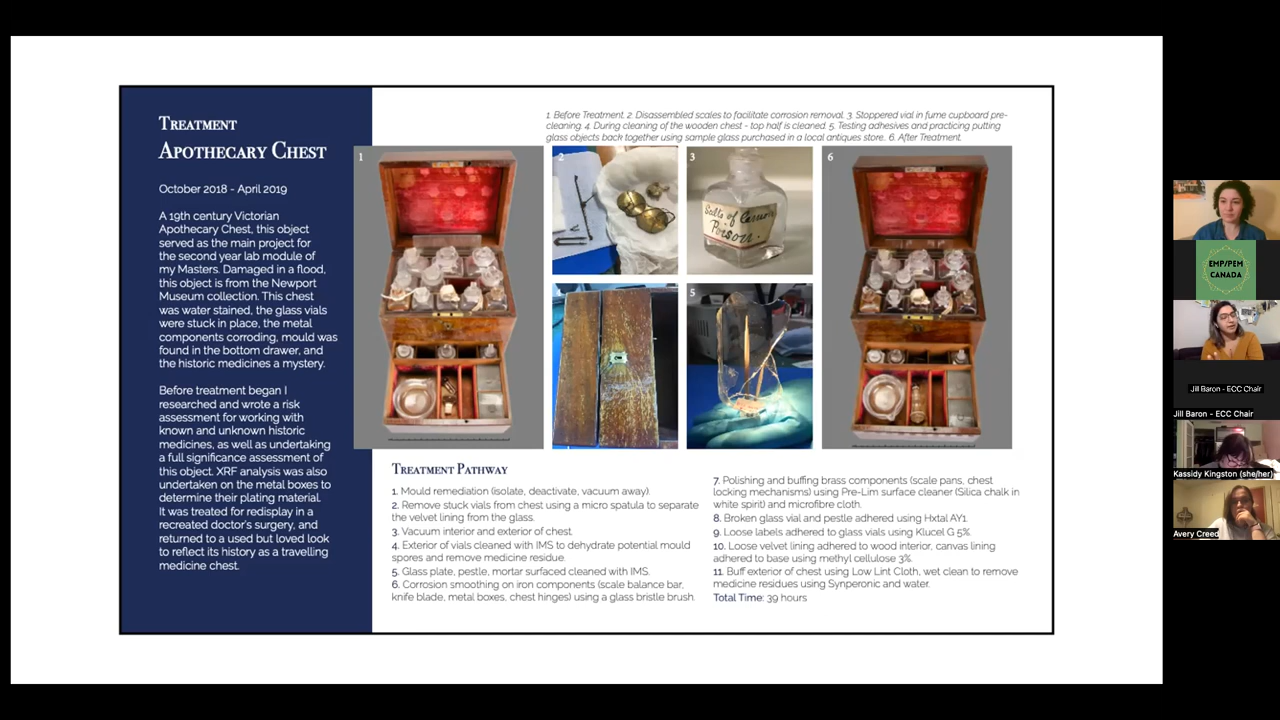 TREATMENT
APOTHECARY CHEST
October 2018 - April 2019
A 19th century Victorian
Apothecary Chest, this object
served as the main project for
the second year lab module of
my Masters. Damaged in a flood,
this object is from the Newport
Museum collection. This chest
was water stained, the glass vials
were stuck in place, the metal
components corroding, mould was
found in the bottom drawer, and
the historic medicines a mystery.
Before treatment began I
researched and wrote a risk
assessment for working with
known and unknown historic
medicines, as well as undertaking
a full significance assessment of
this object. XRF analysis was also
undertaken on the metal boxes to
determine their plating material.
It was treated for redisplay in a
recreated doctor's surgery, and
returned to a used but loved look
to reflect its history as a travelling
medicine chest.
1. Before Treatment. 2. Disassembled scales to facilitate corrosion removal. 3. Stoppered vial in fume cupboard pre-
cleaning. 4. During cleaning of the wooden chest - top half is cleaned. 5. Testing adhesives and practicing putting
glass objects back together using sample glass purchased in a local antiques store. 6. After Treatment.
1
2
3
6
Salts of
Poison.
4
5
TREATMENT PATHWAY
1. Mould remediation (isolate, deactivate, vacuum away).
2. Remove stuck vials from chest using a micro spatula to separate
the velvet lining from the glass.
3. Vacuum interior and exterior of chest.
4. Exterior of vials cleaned with IMS to dehydrate potential mould
spores and remove medicine residue.
5. Glass plate, pestle, mortar surfaced cleaned with IMS.
6. Corrosion smoothing on iron components (scale balance bar,
knife blade, metal boxes, chest hinges) using a glass bristle brush.
7. Polishing and buffing brass components (scale pans, chest
locking mechanisms) using Pre-Lim surface cleaner (Silica chalk in
white spirit) and microfibre cloth.
8. Broken glass vial and pestle adhered using Hxtal AY1.
9. Loose labels adhered to glass vials using Klucel G 5%.
10. Loose velvet lining adhered to wood interior, canvas lining
adhered to base using methyl cellulose 3%.
11. Buff exterior of chest using Low Lint Cloth, wet clean to remove
medicine residues using Synperonic and water.
Total Time: 39 hours
EMP/PEM
CANADA
Jill Baron - ECC Chair
Jill Baron - ECC Chair
Kassidy Kingston (she/her)
Avery Creed